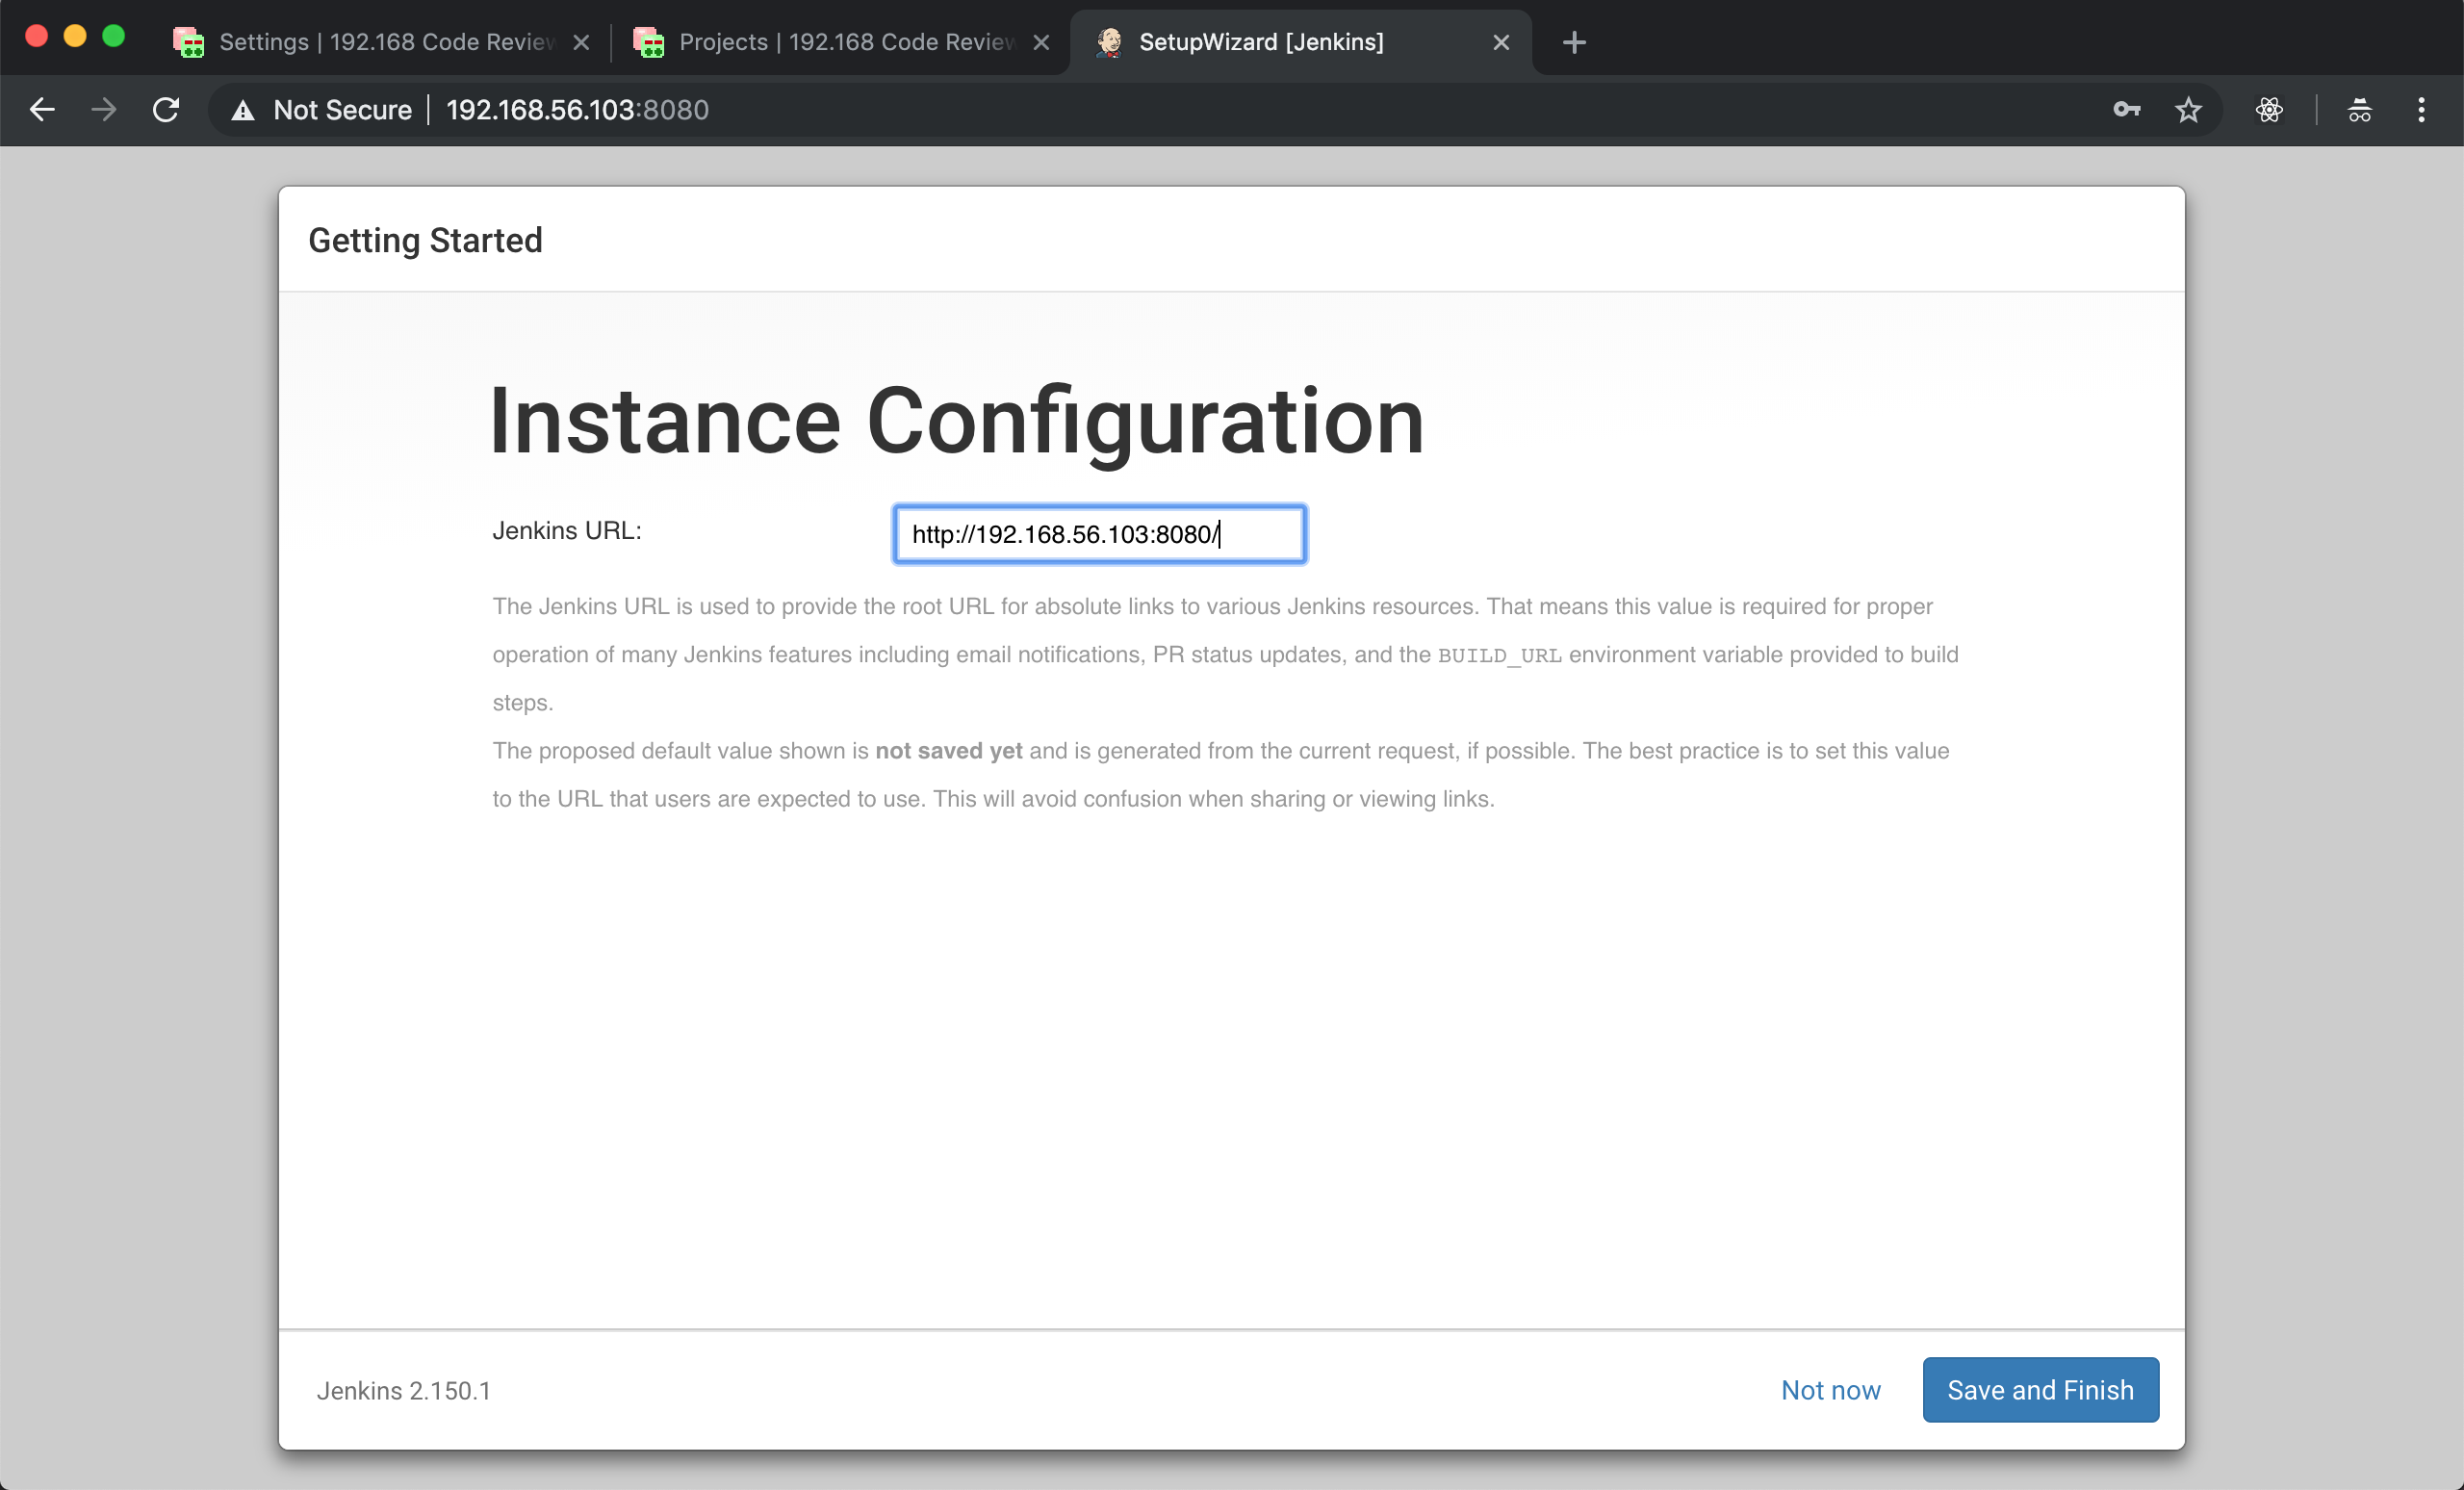 Settings | 192.168 Code Review
Projects | 192.168 Code Review
SetupWizard [Jenkins]
Not Secure | 192.168.56.103:8080
Getting Started
Instance Configuration
Jenkins URL: http://192.168.56.103:8080/
The Jenkins URL is used to provide the root URL for absolute links to various Jenkins resources. That means this value is required for proper
operation of many Jenkins features including email notifications, PR status updates, and the BUILD_URL environment variable provided to build
steps.
The proposed default value shown is not saved yet and is generated from the current request, if possible. The best practice is to set this value
to the URL that users are expected to use. This will avoid confusion when sharing or viewing links.
Jenkins 2.150.1
Not now
Save and Finish